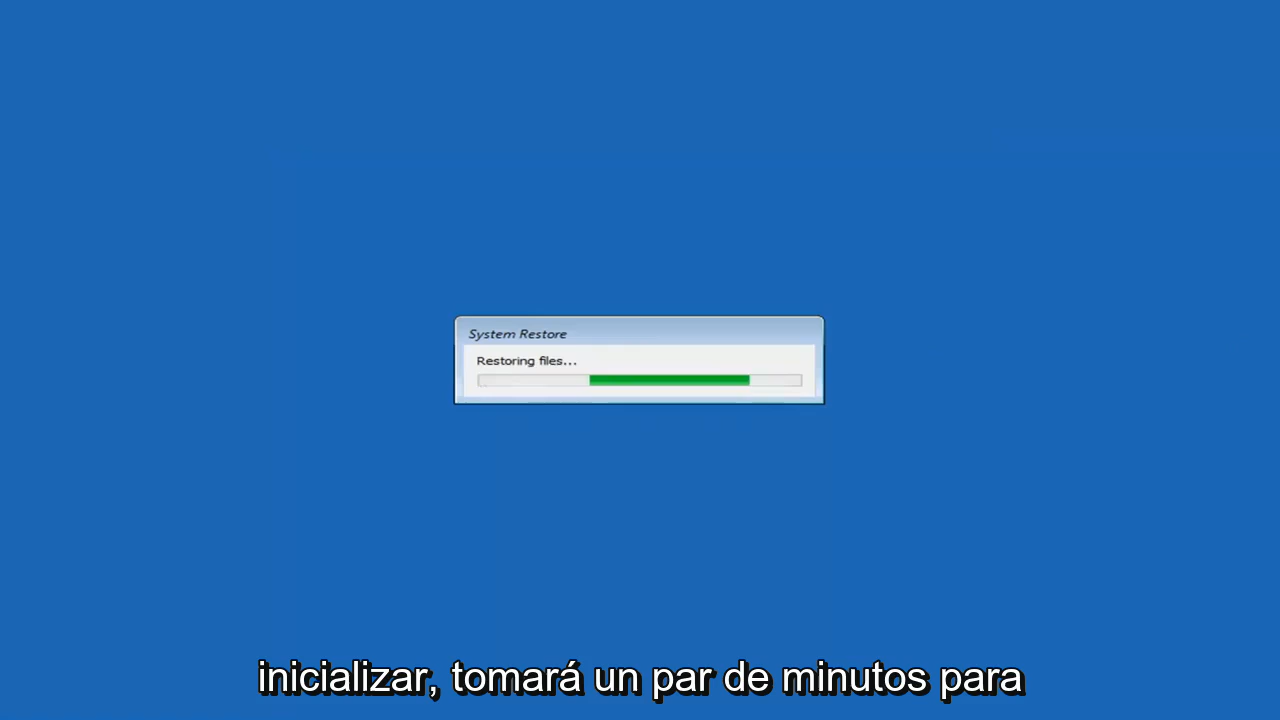 System Restore
Restoring files...
inicializar, tomará un par de minutos para